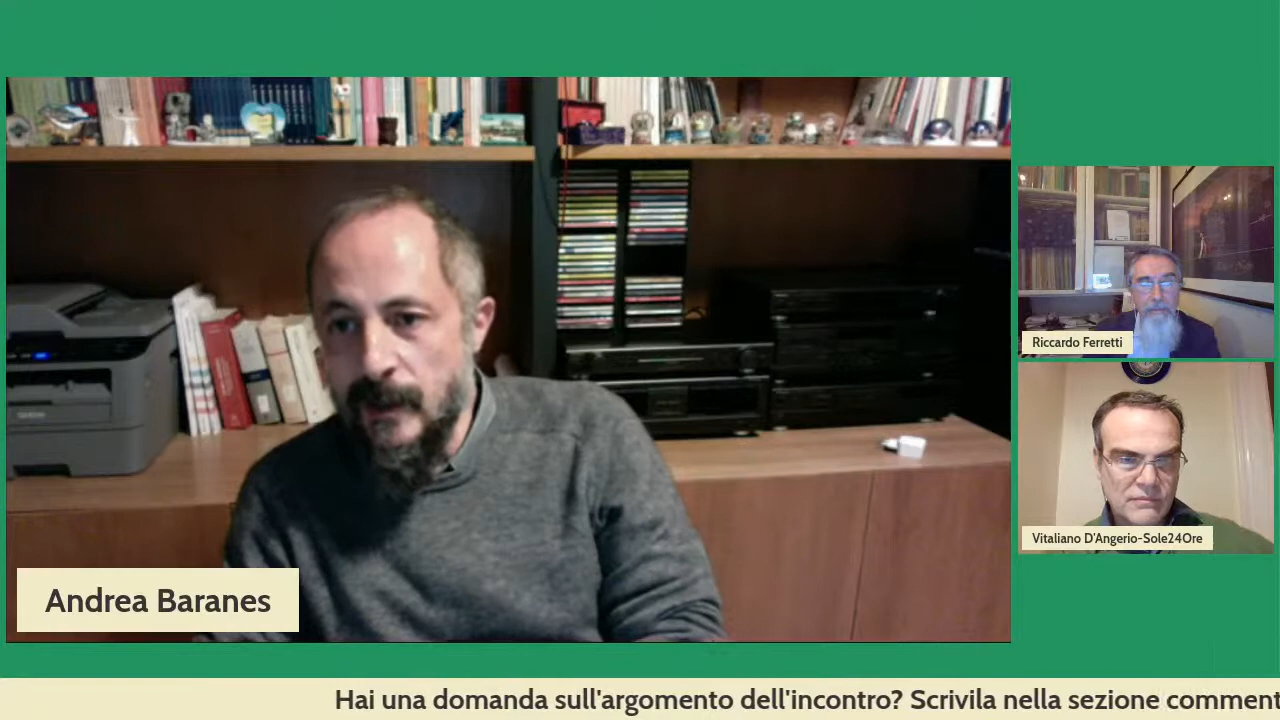 Riccardo Ferretti
Vitaliano D'Angerio-Sole24Ore
Andrea Baranes
Hai una domanda sull'argomento dell'incontro? Scrivila nella sezione comment